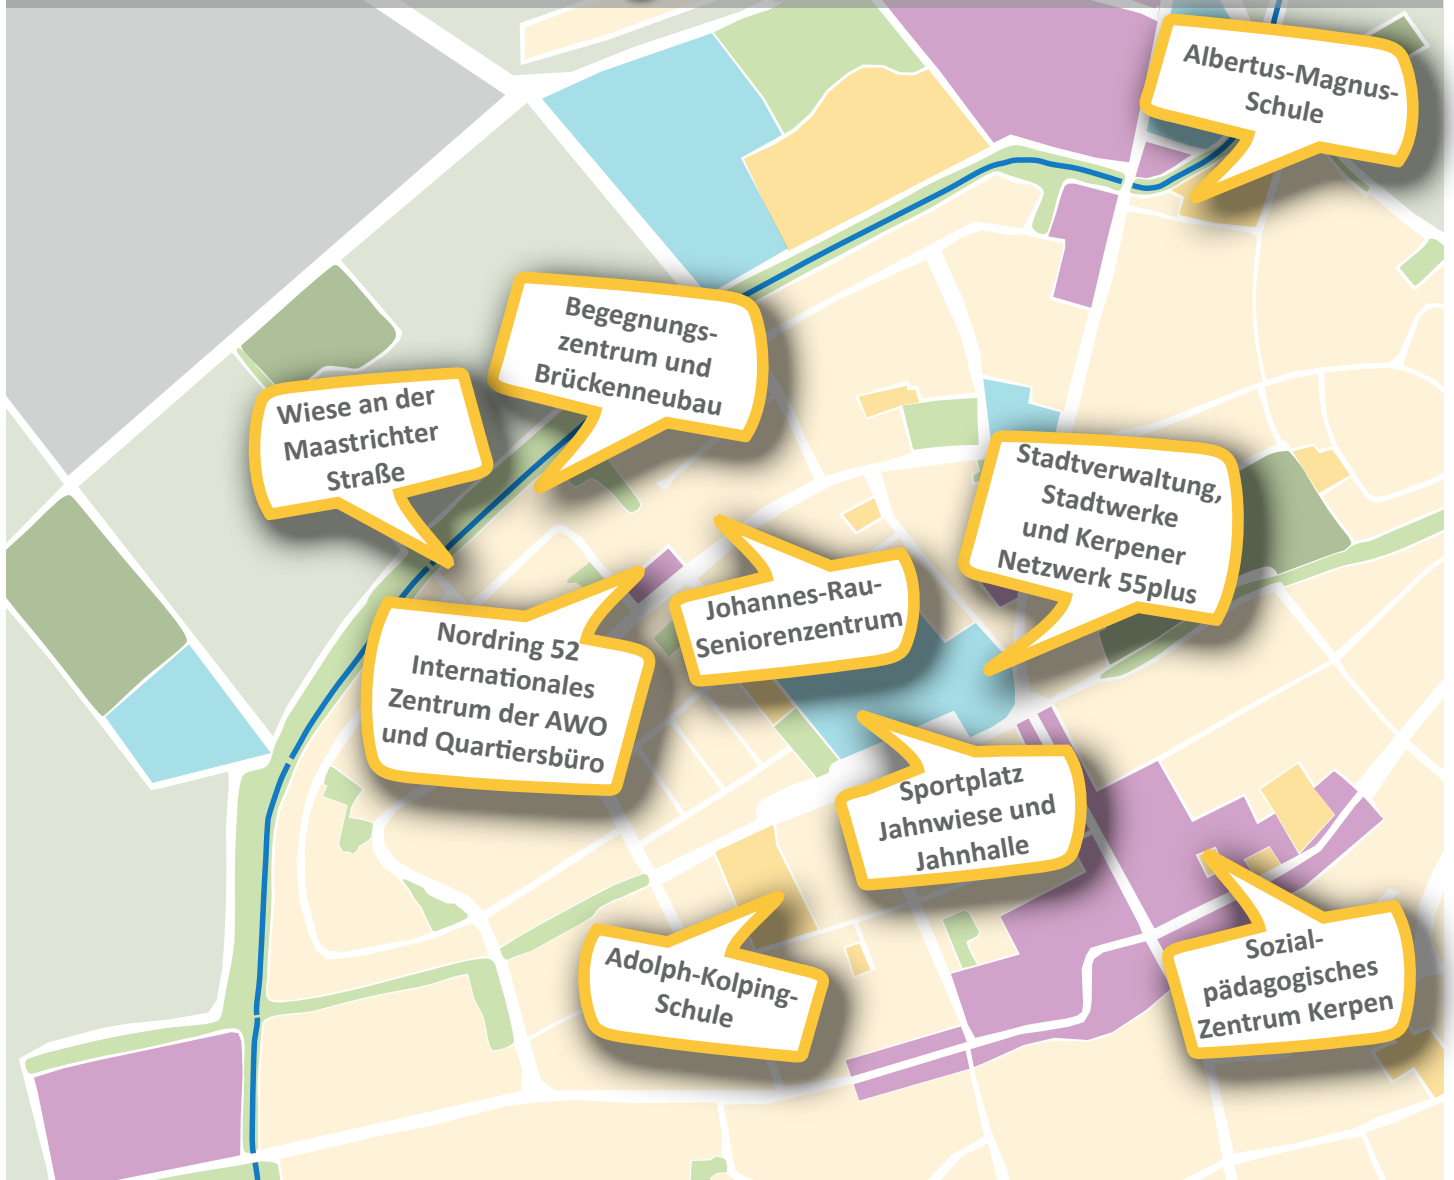 Albertus-Magnus-
Schule
Begegnungs-
zentrum und
Brückenneubau
Wiese an der
Maastrichter
Straße
Stadtverwaltung,
Stadtwerke
und Kerpener
Netzwerk 55plus
Johannes-Rau-
Seniorenzentrum
Nordring 52
Internationales
Zentrum der AWO
und Quartiersbüro
Sportplatz
Jahnwiese und
Jahnhalle
Adolph-Kolping-
Schule
Sozial-
pädagogisches
Zentrum Kerpen